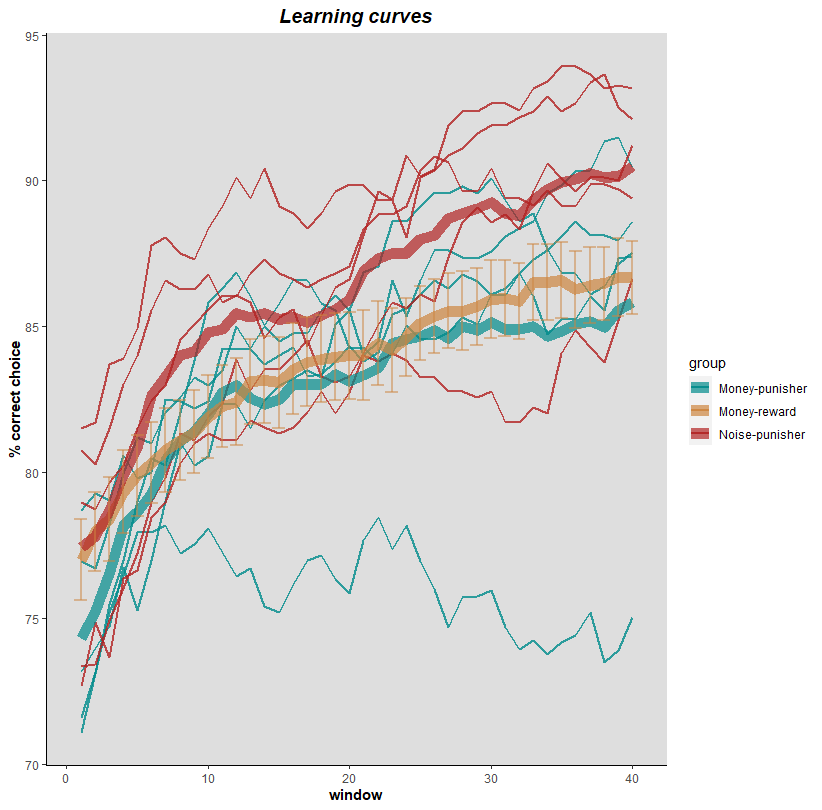 Learning curves
95
90
85
80
75
70
% correct choice
0
10
20
30
40
window
group
Money-punisher
Money-reward
Noise-punisher